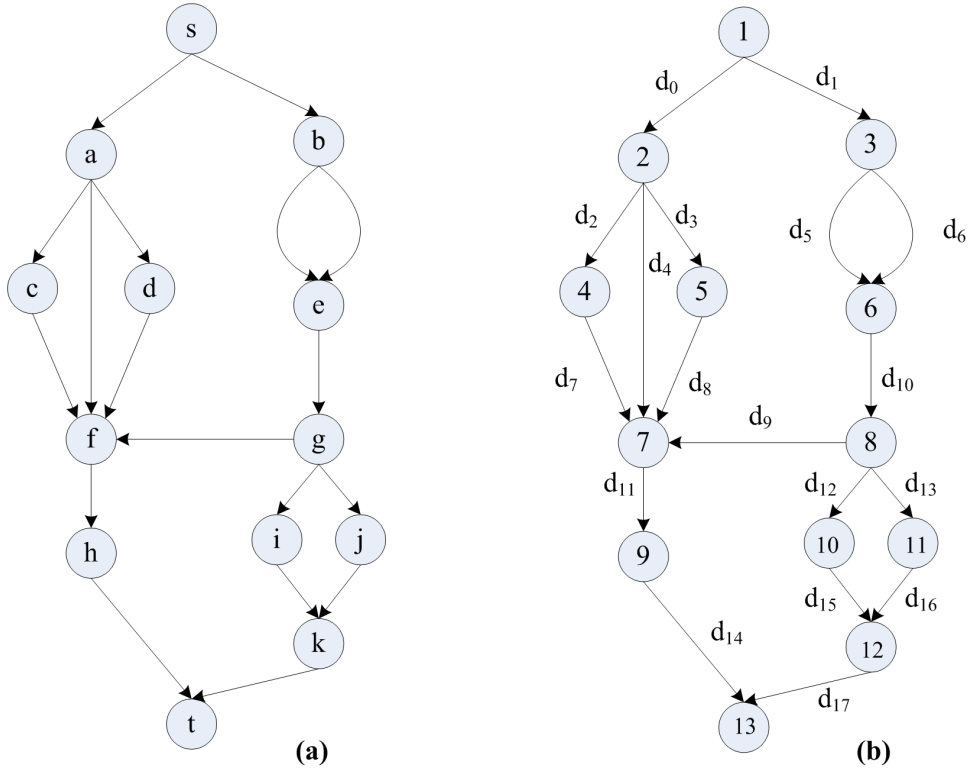 s
a
b
c
d
e
f
g
h
i
j
k
t
(a)
1
d₀
d₁
2
3
d₂
d₃
d₄
d₅
d₆
4
5
6
d₇
d₈
d₁₀
7
d₉
8
d₁₁
d₁₂
d₁₃
9
10
11
d₁₅
d₁₆
d₁₄
12
d₁₇
13
(b)